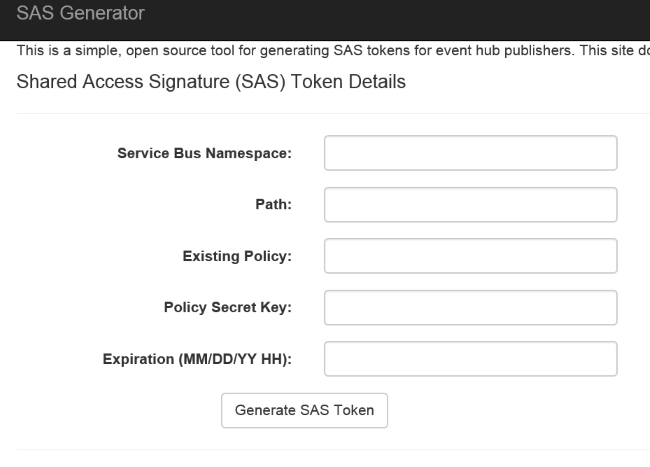 SAS Generator
This is a simple, open source tool for generating SAS tokens for event hub publishers. This site do
Shared Access Signature (SAS) Token Details
Service Bus Namespace:
Path:
Existing Policy:
Policy Secret Key:
Expiration (MM/DD/YY HH):
Generate SAS Token